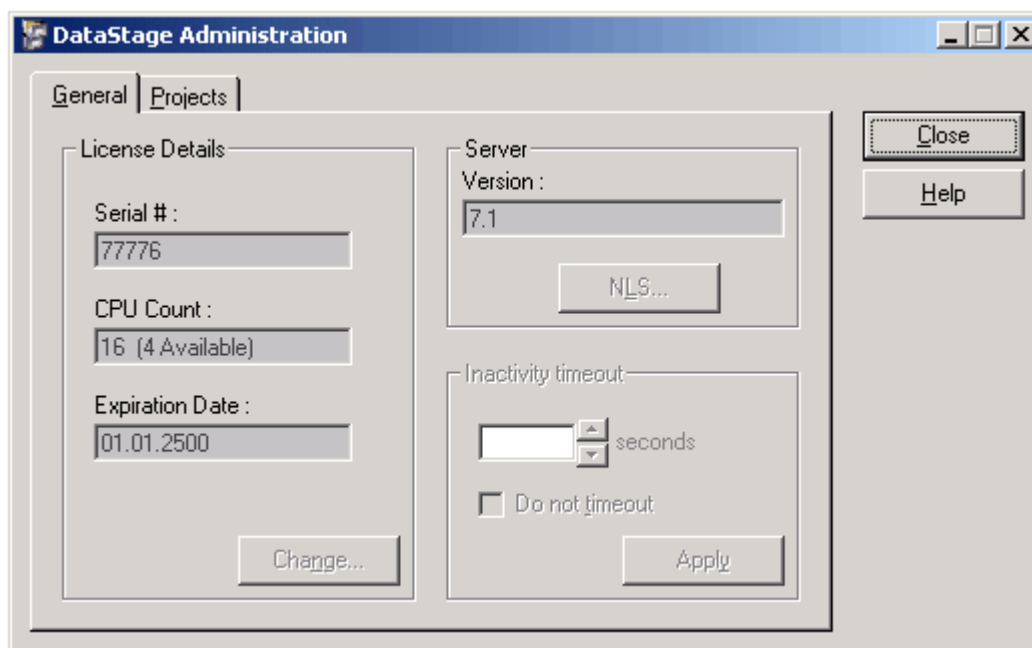 DataStage Administration
General Projects
License Details
Serial # :
77776
CPU Count :
16 (4 Available)
Expiration Date :
01.01.2500
Change...
Server
Version :
7.1
NLS...
Inactivity timeout
seconds
Do not timeout
Apply
Close
Help